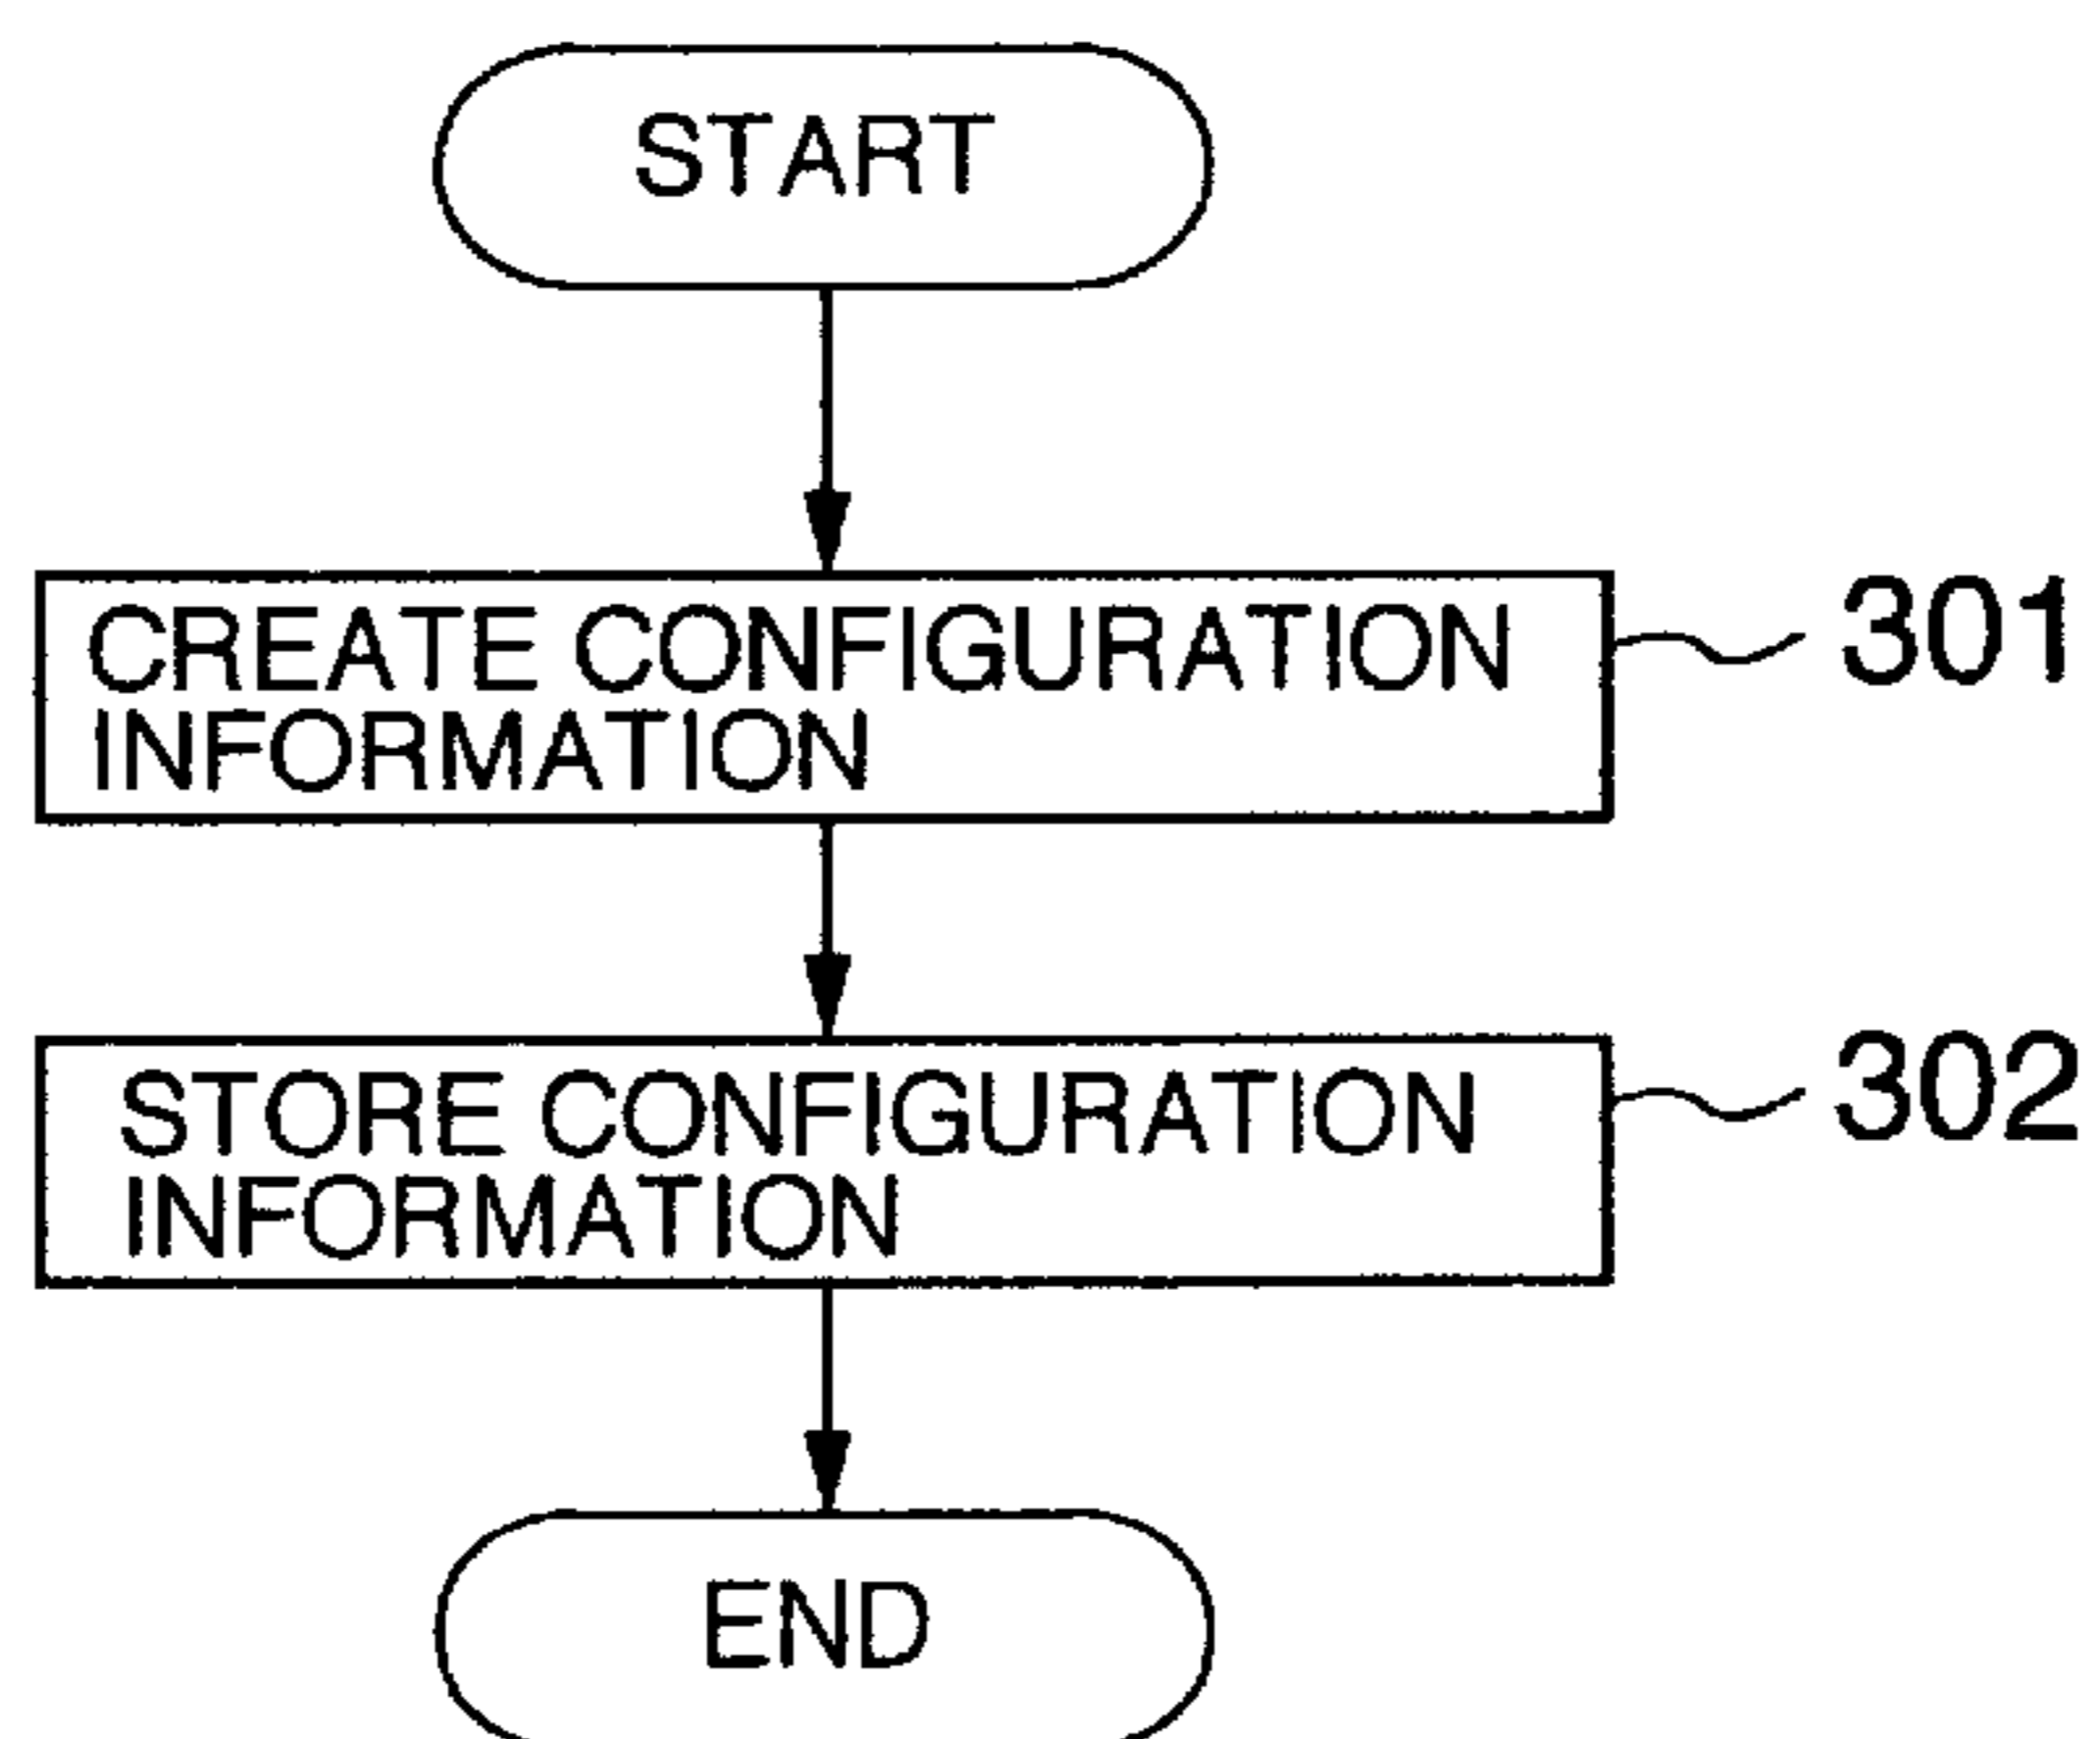 START
CREATE CONFIGURATION
INFORMATION
301
STORE CONFIGURATION
INFORMATION
302
END